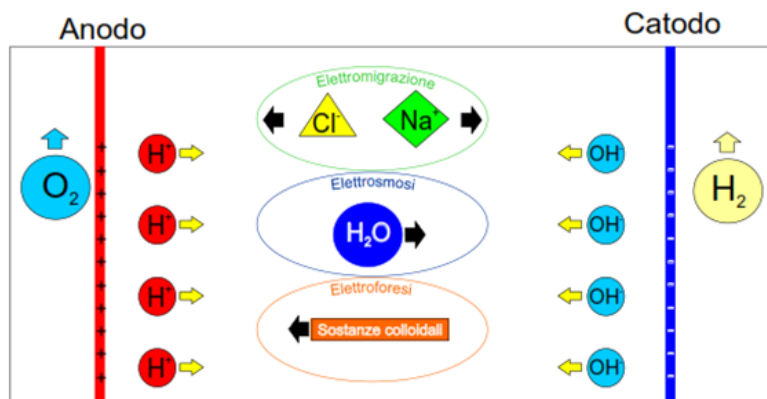 Anodo
Catodo
Elettromigrazione
Cl⁻
Na⁺
H⁺
OH⁻
O₂
H₂
Elettrosmosi
H⁺
H₂O
OH⁻
Elettroforesi
H⁺
OH⁻
Sostanze colloidali
H⁺
OH⁻